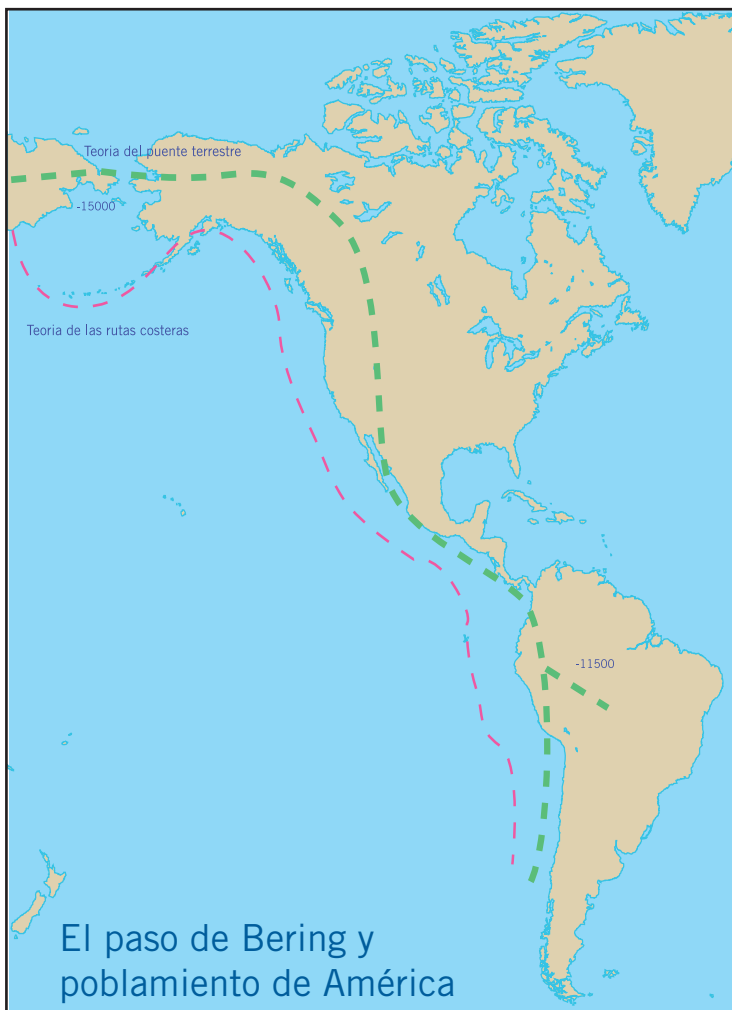 Teoria del puente terrestre
-15000
Teoria de las rutas costeras
-11500
El paso de Bering y
poblamiento de América